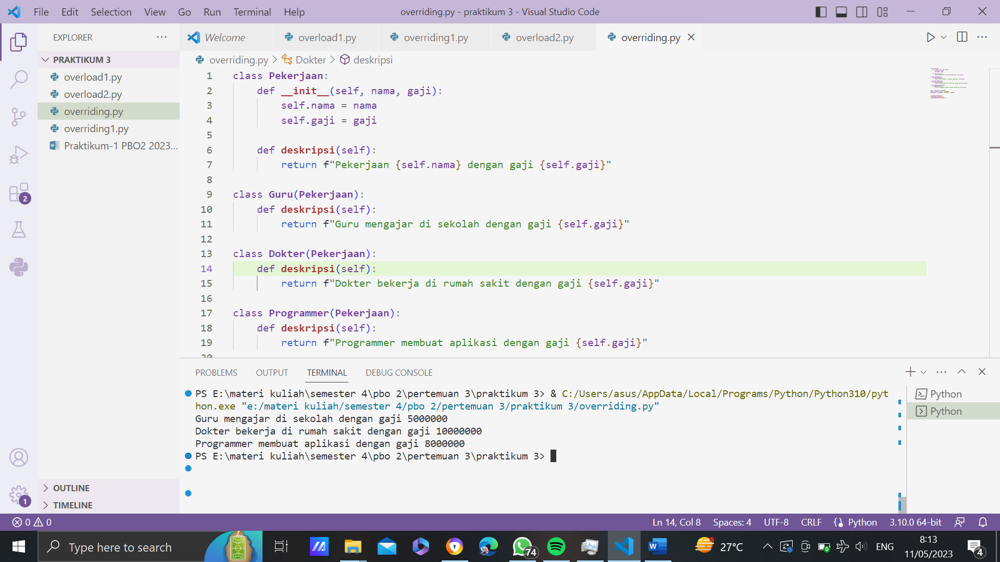 File Edit Selection View Go Run Terminal Help
overriding.py - praktikum 3 - Visual Studio Code
EXPLORER
PRAKTIKUM 3
overload1.py
overload2.py
overriding.py
overriding1.py
Praktikum-1 PBO2 2023...
OUTLINE
TIMELINE
2
1
Welcome overload1.py overriding1.py overload2.py overriding.py
overriding.py > Dokter > deskripsi
1 class Pekerjaan:
2 def __init__(self, nama, gaji):
3 self.nama = nama
4 self.gaji = gaji
5
6 def deskripsi(self):
7 return f"Pekerjaan {self.nama} dengan gaji {self.gaji}"
8
9 class Guru(Pekerjaan):
10 def deskripsi(self):
11 return f"Guru mengajar di sekolah dengan gaji {self.gaji}"
12
13 class Dokter(Pekerjaan):
14 def deskripsi(self):
15 return f"Dokter bekerja di rumah sakit dengan gaji {self.gaji}"
16
17 class Programmer(Pekerjaan):
18 def deskripsi(self):
19 return f"Programmer membuat aplikasi dengan gaji {self.gaji}"
20
PROBLEMS OUTPUT TERMINAL DEBUG CONSOLE
PS E:\materi kuliah\semester 4\pbo 2\pertemuan 3\praktikum 3> & C:/Users/asus/AppData/Local/Programs/Python/Python310/pyt
hon.exe "e:/materi kuliah/semester 4/pbo 2/pertemuan 3/praktikum 3/overriding.py"
Guru mengajar di sekolah dengan gaji 5000000
Dokter bekerja di rumah sakit dengan gaji 10000000
Programmer membuat aplikasi dengan gaji 8000000
PS E:\materi kuliah\semester 4\pbo 2\pertemuan 3\praktikum 3>
Python
Python
0 0
Ln 14, Col 8 Spaces: 4 UTF-8 CRLF Python 3.10.0 64-bit
Type here to search
74
27°C
ENG
8:13
11/05/2023
4